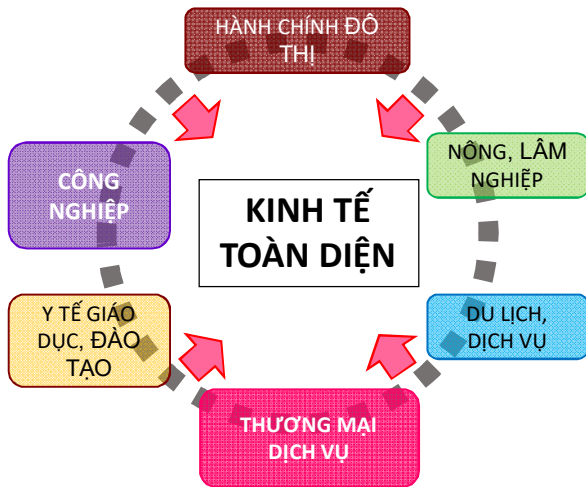 HÀNH CHÍNH ĐÔ
THỊ
CÔNG
NGHIỆP
NÔNG, LÂM
NGHIỆP
KINH TẾ
TOÀN DIỆN
Y TẾ GIÁO
DỤC, ĐÀO
TẠO
DU LỊCH,
DỊCH VỤ
THƯƠNG MẠI
DỊCH VỤ